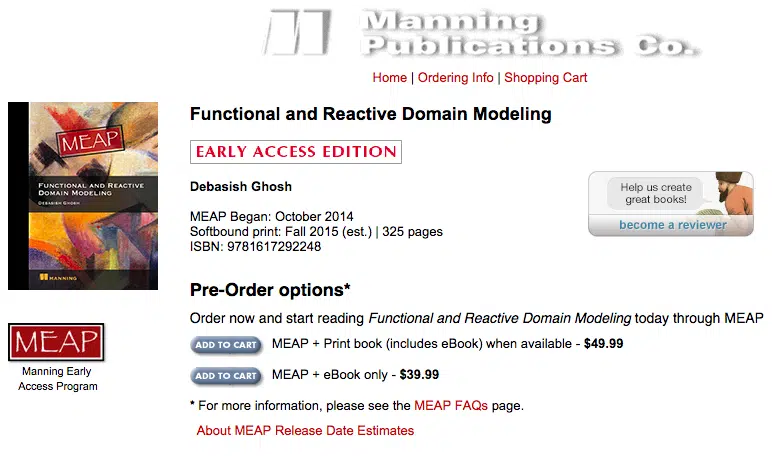 Manning
Publications Co.
Home | Ordering Info | Shopping Cart
MEAP
FUNCTIONAL AND REACTIVE
DOMAIN MODELING
DEBASISH GHOSH
MANNING
Functional and Reactive Domain Modeling
EARLY ACCESS EDITION
Debasish Ghosh
MEAP Began: October 2014
Softbound print: Fall 2015 (est.) | 325 pages
ISBN: 9781617292248
Help us create
great books!
become a reviewer
Pre-Order options*
Order now and start reading Functional and Reactive Domain Modeling today through MEAP
ADD TO CART MEAP + Print book (includes eBook) when available - $49.99
ADD TO CART MEAP + eBook only - $39.99
* For more information, please see the MEAP FAQs page.
About MEAP Release Date Estimates
MEAP
Manning Early
Access Program